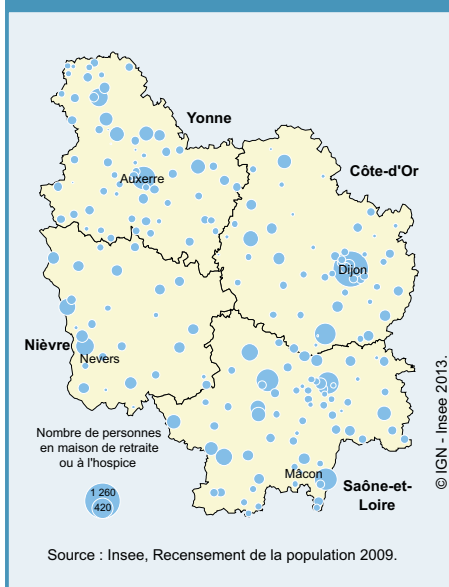 Yonne
Côte-d'Or
Auxerre
Dijon
Nièvre
Nevers
Nombre de personnes
en maison de retraite
ou à l'hospice
1 260
420
Mâcon
Saône-et-
Loire
© IGN - Insee 2013.
Source : Insee, Recensement de la population 2009.